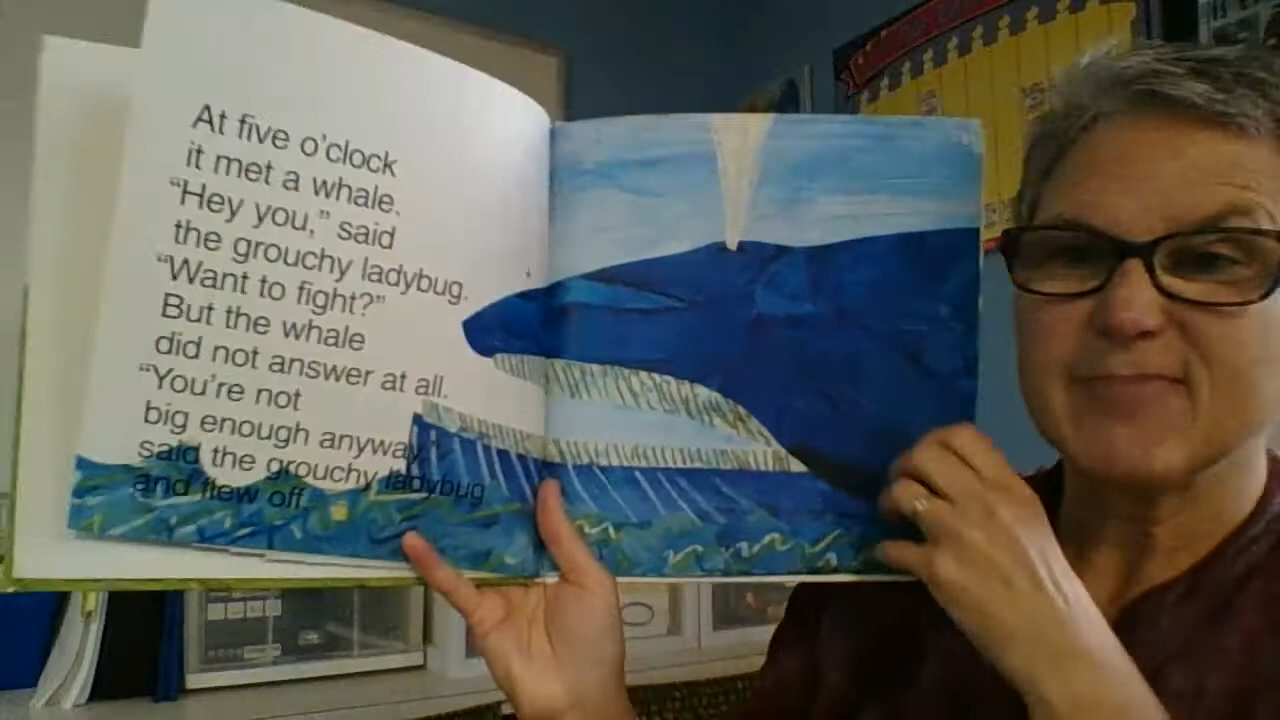 At five o'clock
it met a whale.
“Hey you,” said
the grouchy ladybug.
“Want to fight?”
But the whale
did not answer at all.
“You're not
big enough anyway,”
said the grouchy ladybug
and flew off.